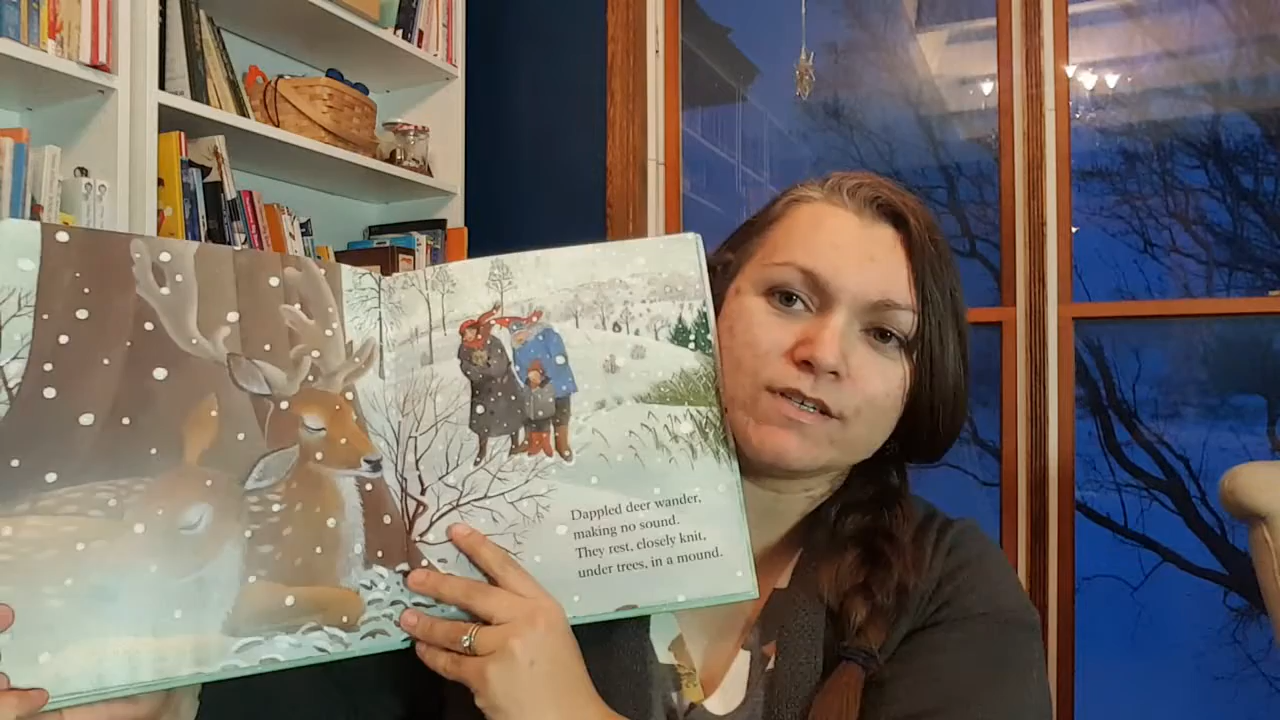 Dappled deer wander,
making no sound.
They rest, closely knit,
under trees, in a mound.